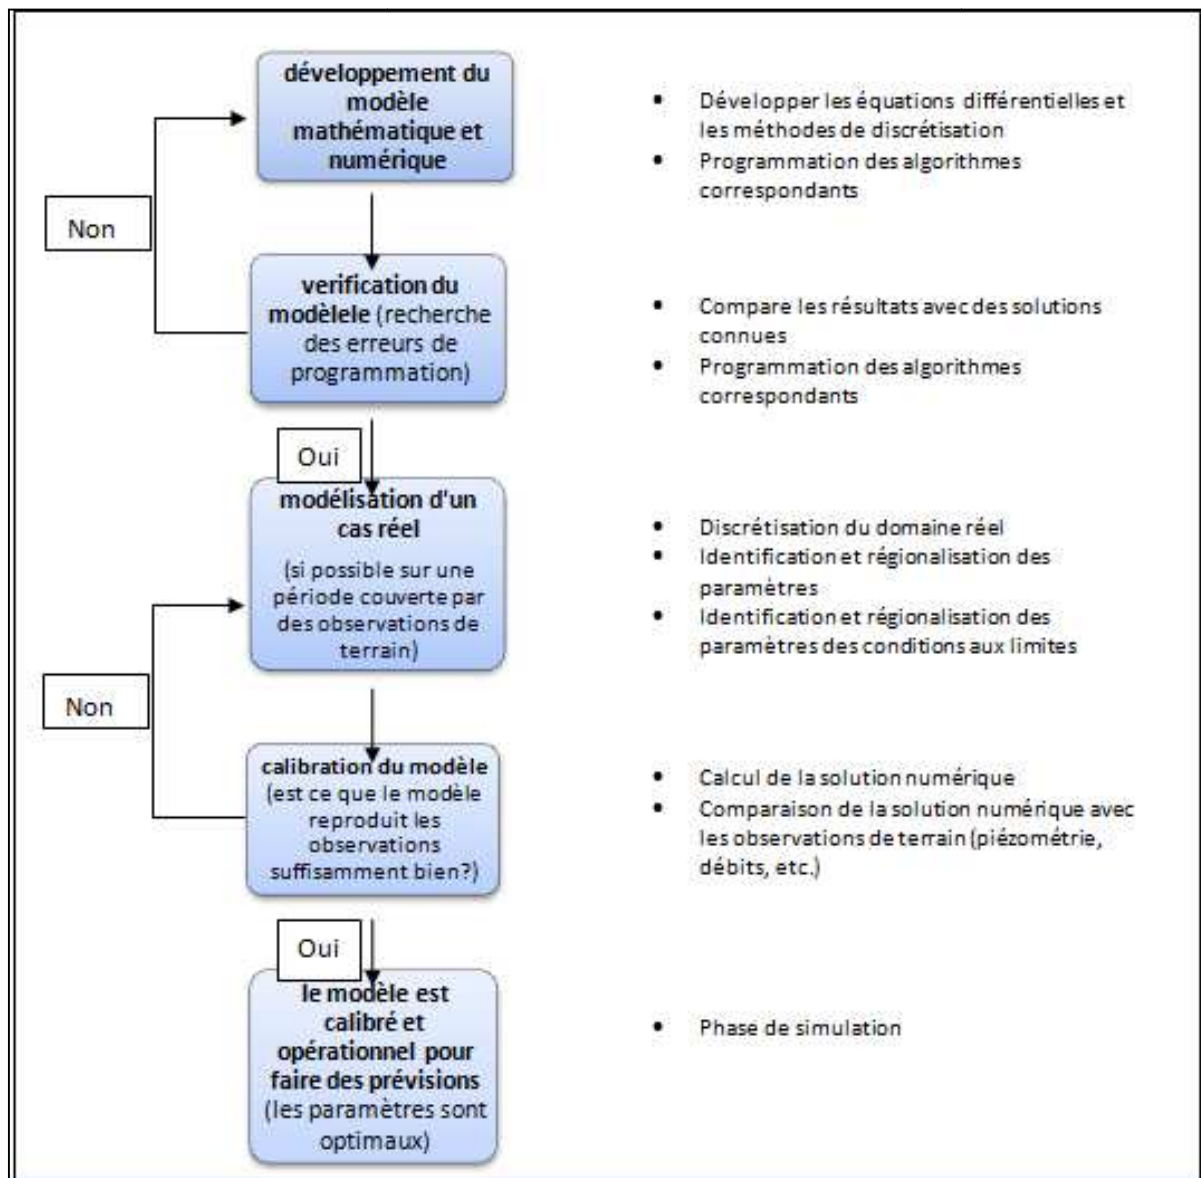 développement du
modèle
mathématique et
numérique
• Développer les équations différentielles et
les méthodes de discrétisation
• Programmation des algorithmes
correspondants
Non
verification du
modèlele (recherche
des erreurs de
programmation)
• Compare les résultats avec des solutions
connues
• Programmation des algorithmes
correspondants
Oui
modélisation d'un
cas réel
(si possible sur une
période couverte par
des observations de
terrain)
• Discrétisation du domaine réel
• Identification et régionalisation des
paramètres
• Identification et régionalisation des
paramètres des conditions aux limites
Non
calibration du modèle
(est ce que le modèle
reproduit les
observations
suffisamment bien?)
• Calcul de la solution numérique
• Comparaison de la solution numérique avec
les observations de terrain (piézométrie,
débits, etc.)
Oui
le modèle est
calibré et
opérationnel pour
faire des prévisions
(les paramètres sont
optimaux)
• Phase de simulation